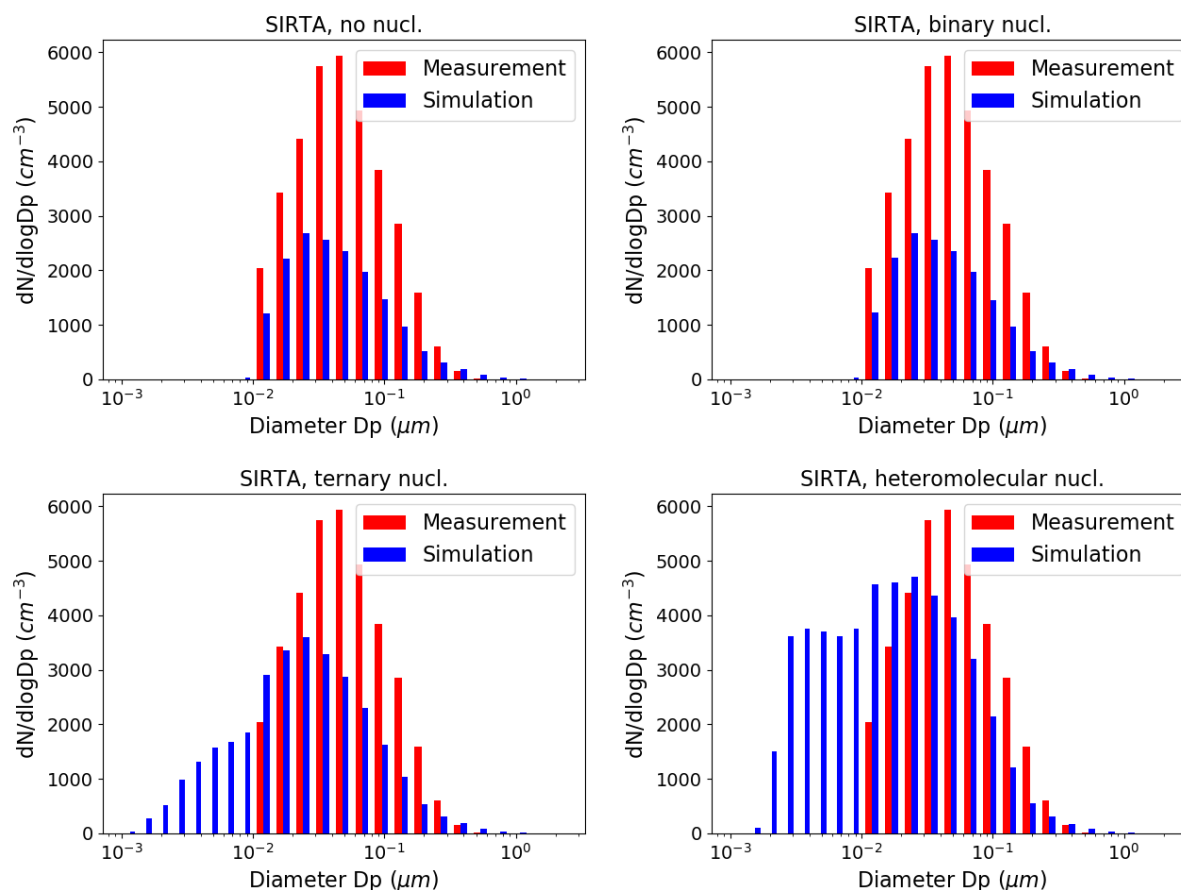 SIRTA, no nucl.
6000
5000
4000
3000
2000
1000
0
dN/dlogDp (cm⁻³)
Measurement
Simulation
10⁻³ 10⁻² 10⁻¹ 10⁰
Diameter Dp (μm)
SIRTA, binary nucl.
6000
5000
4000
3000
2000
1000
0
dN/dlogDp (cm⁻³)
Measurement
Simulation
10⁻³ 10⁻² 10⁻¹ 10⁰
Diameter Dp (μm)
SIRTA, ternary nucl.
6000
5000
4000
3000
2000
1000
0
dN/dlogDp (cm⁻³)
Measurement
Simulation
10⁻³ 10⁻² 10⁻¹ 10⁰
Diameter Dp (μm)
SIRTA, heteromolecular nucl.
6000
5000
4000
3000
2000
1000
0
dN/dlogDp (cm⁻³)
Measurement
Simulation
10⁻³ 10⁻² 10⁻¹ 10⁰
Diameter Dp (μm)